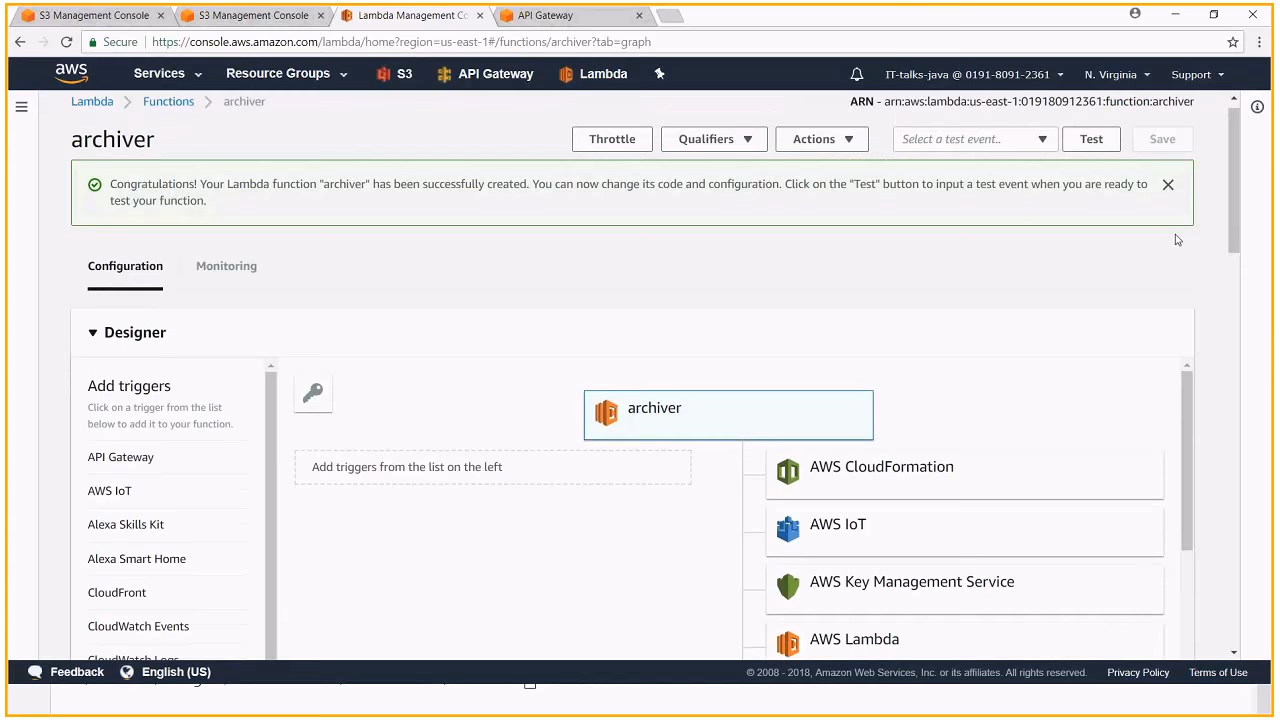 S3 Management Console
S3 Management Console
Lambda Management Co
API Gateway
Secure
https://console.aws.amazon.com/lambda/home?region=us-east-1#/functions/archiver?tab=graph
aws
Services
Resource Groups
S3
API Gateway
Lambda
IT-talks-java @ 0191-8091-2361
N. Virginia
Support
Lambda
Functions
archiver
ARN - arn:aws:lambda:us-east-1:019180912361:function:archiver
archiver
Throttle
Qualifiers
Actions
Select a test event..
Test
Save
Congratulations! Your Lambda function "archiver" has been successfully created. You can now change its code and configuration. Click on the "Test" button to input a test event when you are ready to
test your function.
Configuration
Monitoring
Designer
Add triggers
Click on a trigger from the list
below to add it to your function.
API Gateway
AWS IoT
Alexa Skills Kit
Alexa Smart Home
CloudFront
CloudWatch Events
CloudWatch Logs
archiver
Add triggers from the list on the left
AWS CloudFormation
AWS IoT
AWS Key Management Service
AWS Lambda
Feedback
English (US)
© 2008 - 2018, Amazon Web Services, Inc. or its affiliates. All rights reserved.
Privacy Policy
Terms of Use